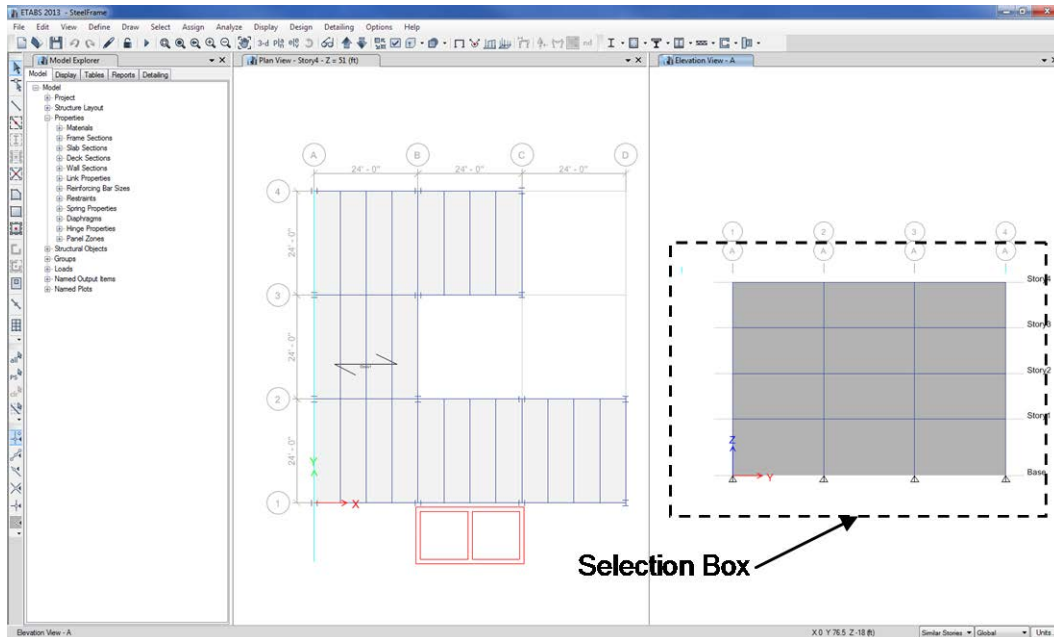 ETABS 2013 - SteelFrame
File Edit View Define Draw Select Assign Analyze Display Design Detailing Options Help
3-d
nd
Model Explorer
Model Display Tables Reports Detailing
Model
Project
Structure Layout
Properties
Materials
Frame Sections
Slab Sections
Deck Sections
Wall Sections
Link Properties
Reinforcing Bar Sizes
Restraints
Spring Properties
Diaphragms
Hinge Properties
Panel Zones
Structural Objects
Groups
Loads
Named Output Items
Named Plots
all
PS
clr
Plan View - Story4 - Z = 51 (ft)
A B C D
24' - 0" 24' - 0" 24' - 0"
4
24' - 0"
3
24' - 0"
2
24' - 0"
1
Y
X
Elevation View - A
1 2 3 4
A A A A
Story4
Story3
Story2
Story1
Base
Z
Y
Selection Box
Elevation View - A
X 0 Y 76.5 Z -18 (ft)
Similar Stories
Global
Units...